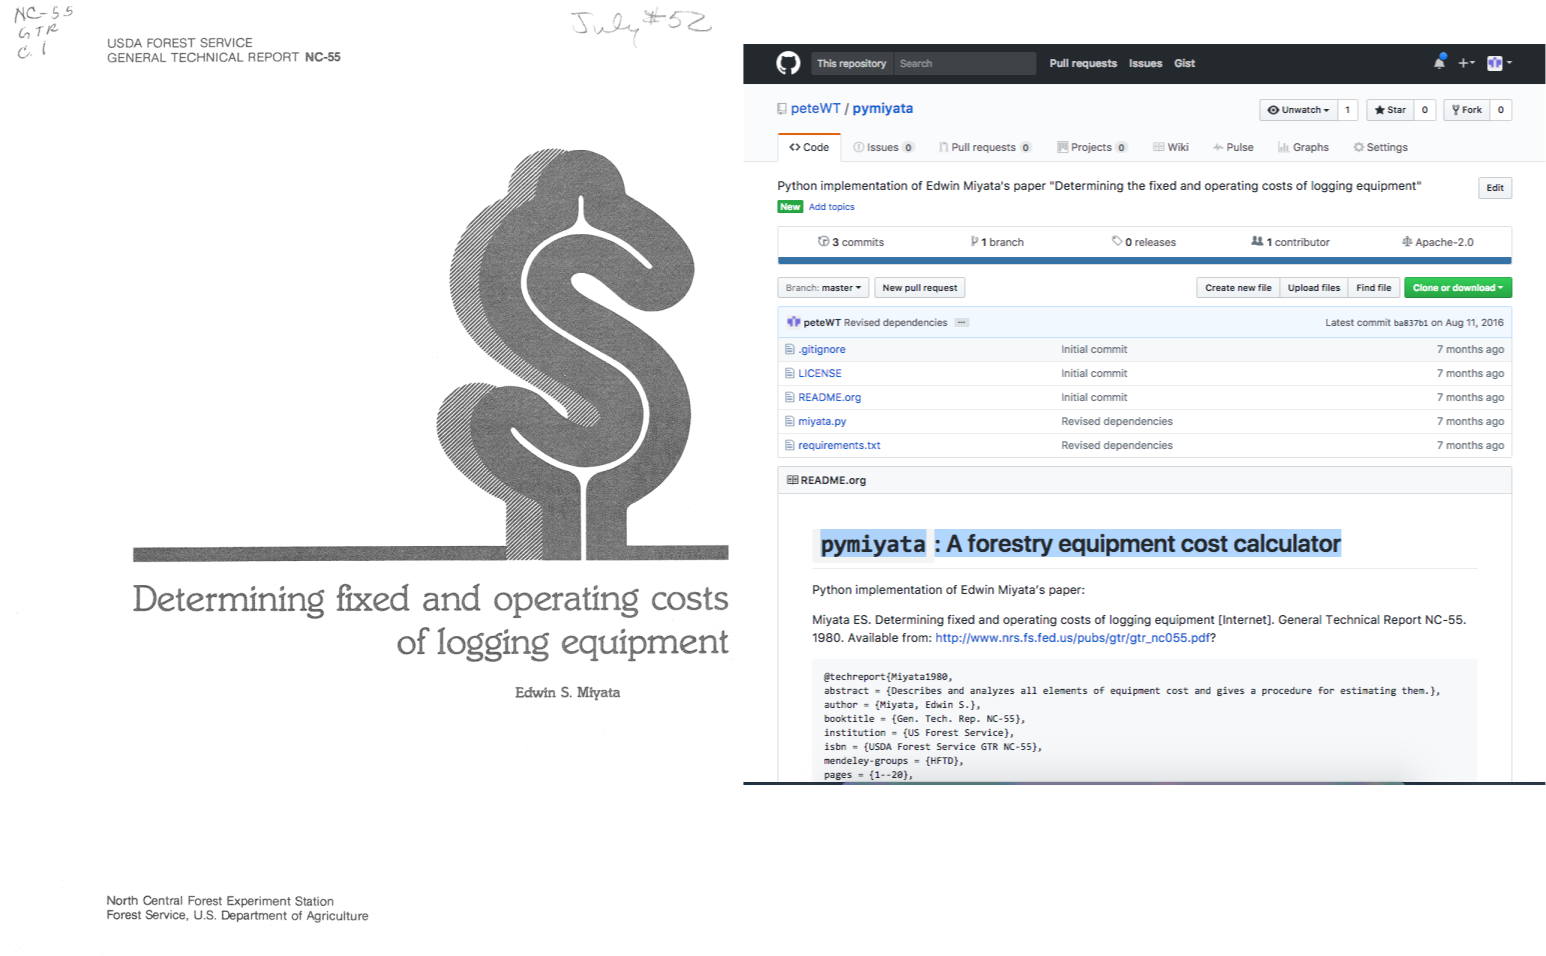 NC-55
GTR
C.1
July #52
USDA FOREST SERVICE
GENERAL TECHNICAL REPORT NC-55
Determining fixed and operating costs
of logging equipment
Edwin S. Miyata
North Central Forest Experiment Station
Forest Service, U.S. Department of Agriculture
This repository Search Pull requests Issues Gist
peteWT / pymiyata Unwatch 1 Star 0 Fork 0
Code Issues 0 Pull requests 0 Projects 0 Wiki Pulse Graphs Settings
Python implementation of Edwin Miyata's paper "Determining the fixed and operating costs of logging equipment" Edit
New Add topics
3 commits 1 branch 0 releases 1 contributor Apache-2.0
Branch: master New pull request Create new file Upload files Find file Clone or download
peteWT Revised dependencies ... Latest commit ba837b1 on Aug 11, 2016
.gitignore Initial commit 7 months ago
LICENSE Initial commit 7 months ago
README.org Initial commit 7 months ago
miyata.py Revised dependencies 7 months ago
requirements.txt Revised dependencies 7 months ago
README.org
pymiyata : A forestry equipment cost calculator
Python implementation of Edwin Miyata's paper:
Miyata ES. Determining fixed and operating costs of logging equipment [Internet]. General Technical Report NC-55.
1980. Available from: http://www.nrs.fs.fed.us/pubs/gtr/gtr_nc055.pdf?
@techreport{Miyata1980,
abstract = {Describes and analyzes all elements of equipment cost and gives a procedure for estimating them.},
author = {Miyata, Edwin S.},
booktitle = {Gen. Tech. Rep. NC-55},
institution = {US Forest Service},
isbn = {USDA Forest Service GTR NC-55},
mendeley-groups = {HFTD},
pages = {1--20},